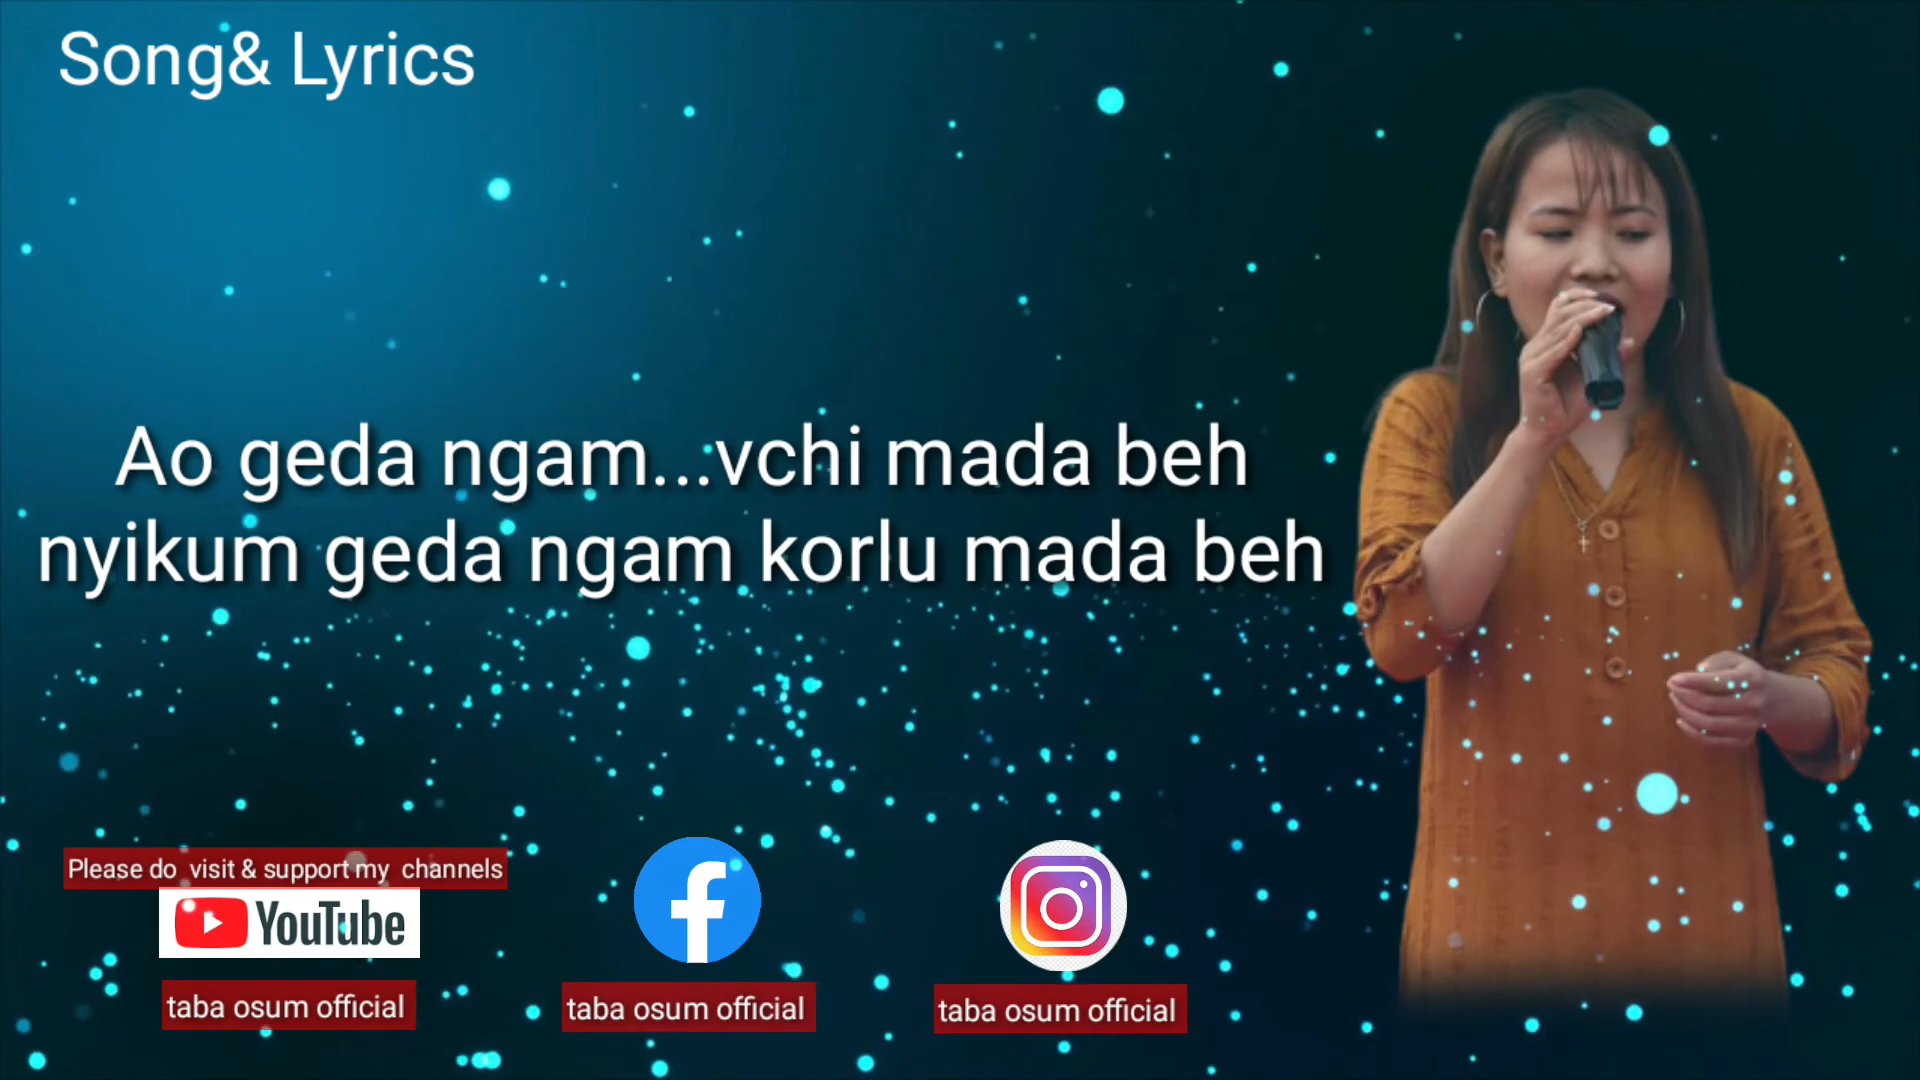 Song& Lyrics
Ao geda ngam...vchi mada beh
nyikum geda ngam korlu mada beh
Please do visit & support my channels
YouTube
taba osum official
taba osum official
taba osum official